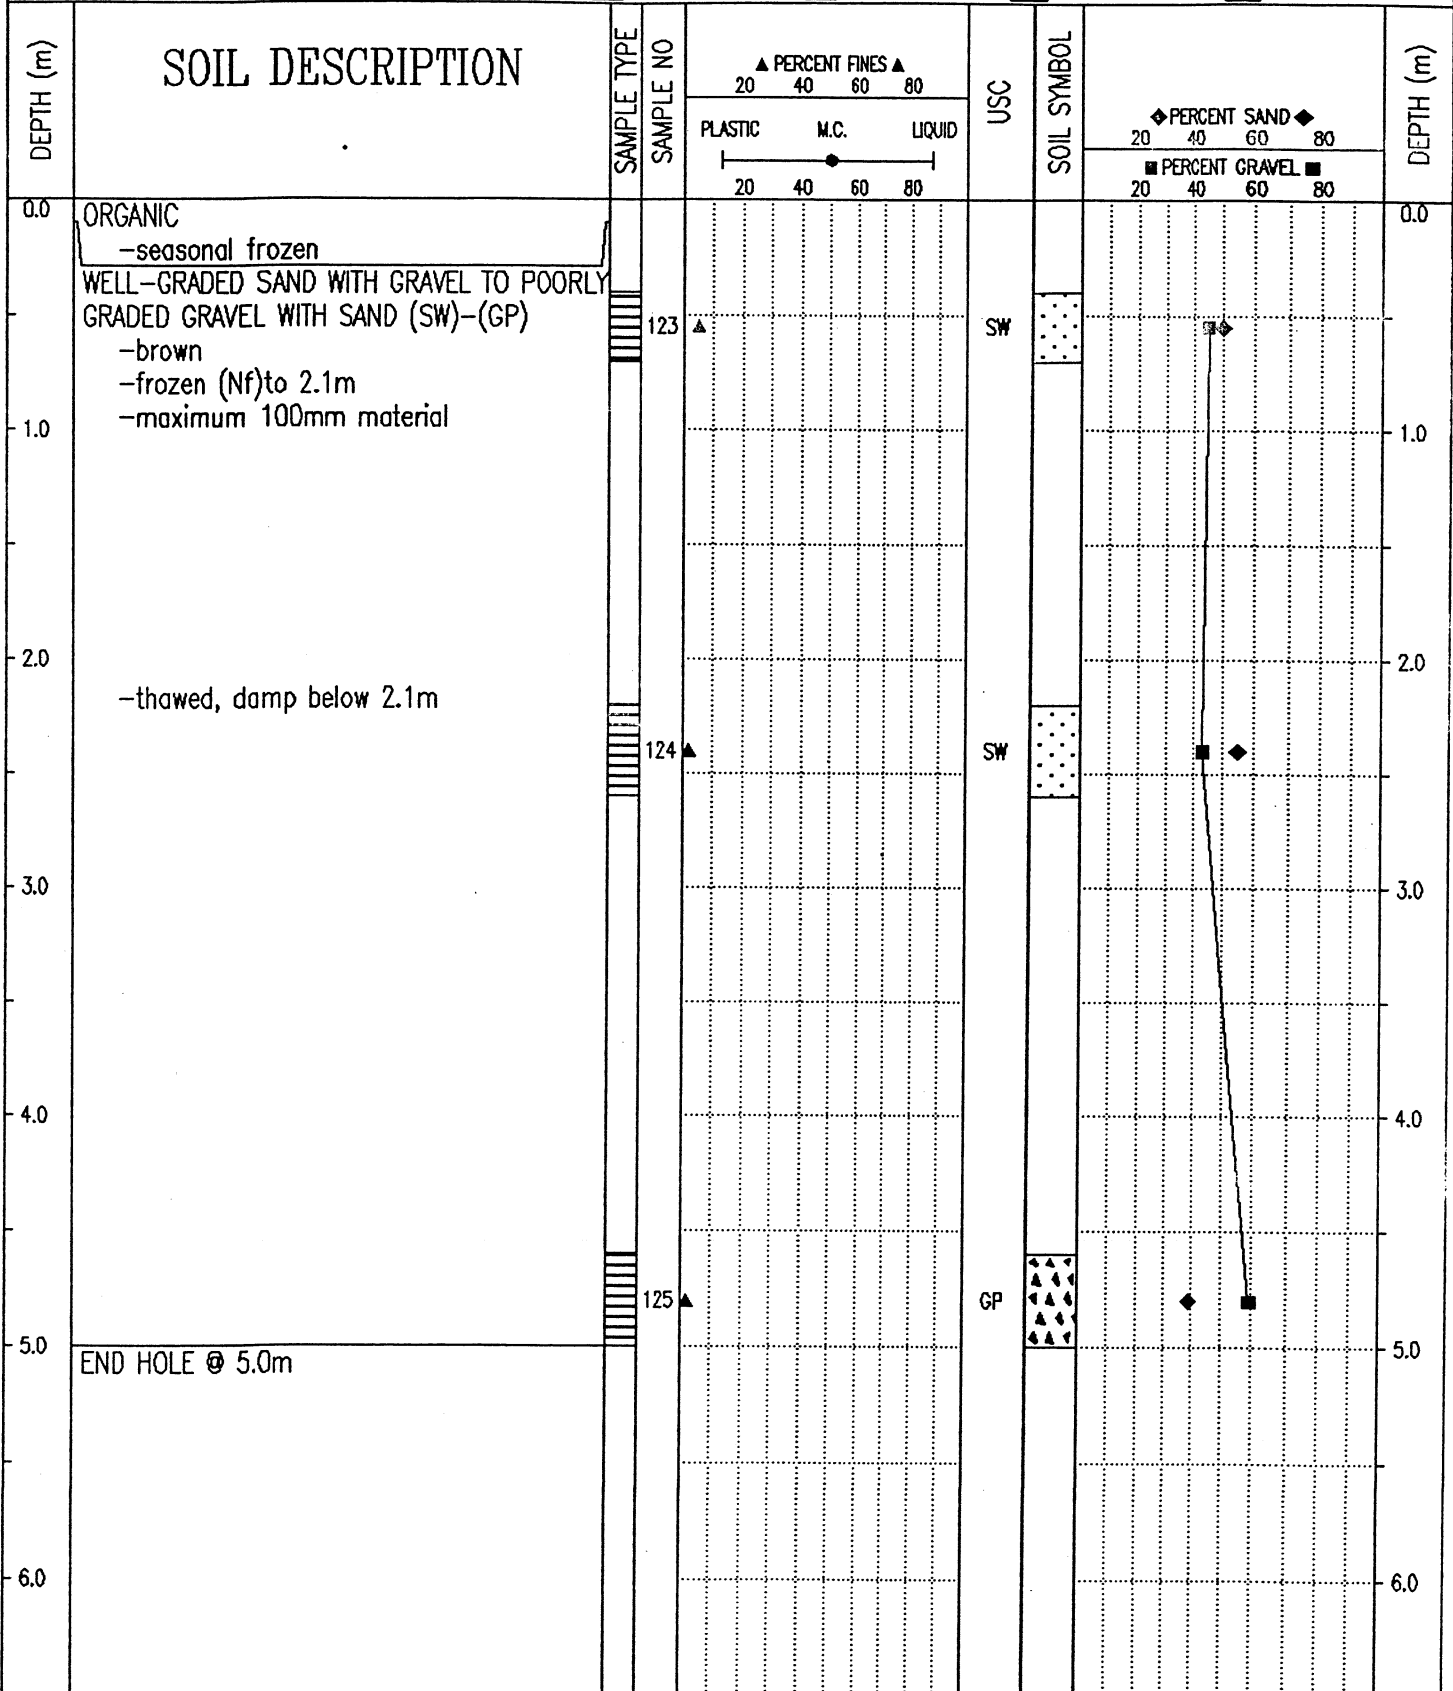 DEPTH (m)
SOIL DESCRIPTION
SAMPLE TYPE
SAMPLE NO
▲ PERCENT FINES ▲
20 40 60 80
PLASTIC M.C. LIQUID
20 40 60 80
USC
SOIL SYMBOL
◆ PERCENT SAND ◆
20 40 60 80
■ PERCENT GRAVEL ■
20 40 60 80
DEPTH (m)
0.0
ORGANIC
-seasonal frozen
0.0
WELL-GRADED SAND WITH GRAVEL TO POORLY
GRADED GRAVEL WITH SAND (SW)-(GP)
123
SW
-brown
-frozen (Nf)to 2.1m
-maximum 100mm material
1.0
1.0
2.0
2.0
-thawed, damp below 2.1m
124
SW
3.0
3.0
4.0
4.0
125
GP
5.0
5.0
END HOLE @ 5.0m
6.0
6.0